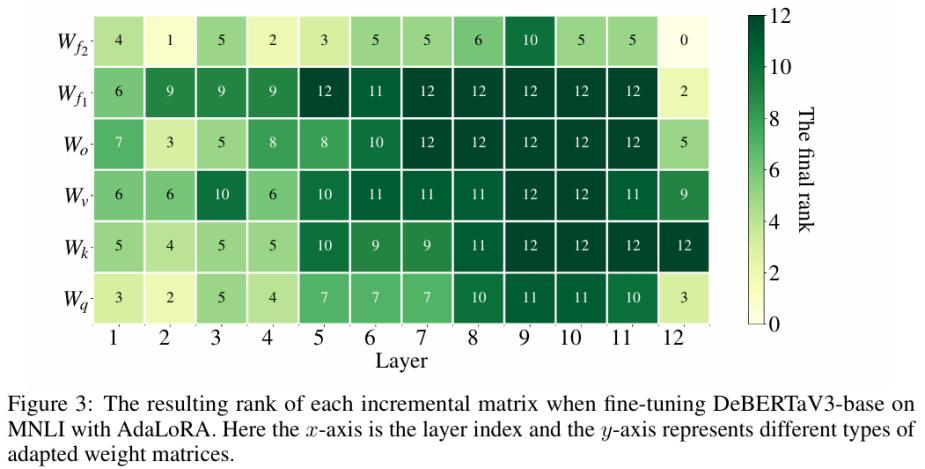 W_{f_2} 4 1 5 2 3 5 5 6 10 5 5 0
W_{f_1} 6 9 9 9 12 11 12 12 12 12 12 2
W_o 7 3 5 8 8 10 12 12 12 12 12 5
W_v 6 6 10 6 10 11 11 11 12 12 11 9
W_k 5 4 5 5 10 9 9 11 12 12 12 12
W_q 3 2 5 4 7 7 7 10 11 11 10 3
1 2 3 4 5 6 7 8 9 10 11 12
Layer
12
10
8
6
4
2
0
The final rank
Figure 3: The resulting rank of each incremental matrix when fine-tuning DeBERTaV3-base on
MNLI with AdaLoRA. Here the x-axis is the layer index and the y-axis represents different types of
adapted weight matrices.